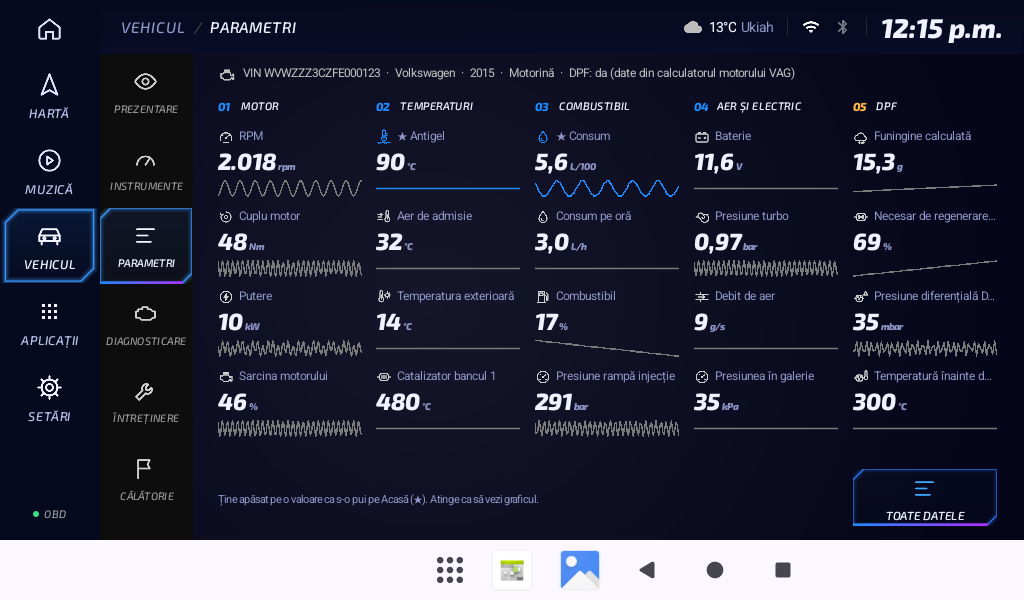 VEHICUL / PARAMETRI
13°C Ukiah
12:15 p.m.
HARTĂ
MUZICĂ
VEHICUL
APLICAȚII
SETĂRI
OBD
PREZENTARE
INSTRUMENTE
PARAMETRI
DIAGNOSTICARE
ÎNTREȚINERE
CĂLĂTORIE
VIN WVWZZZ3CZFE000123 · Volkswagen · 2015 · Motorină · DPF: da (date din calculatorul motorului VAG)
01 MOTOR
RPM
2.018 rpm
Cuplu motor
48 Nm
Putere
10 kW
Sarcina motorului
46 %
02 TEMPERATURI
★ Antigel
90 °C
Aer de admisie
32 °C
Temperatura exterioară
14 °C
Catalizator bancul 1
480 °C
03 COMBUSTIBIL
★ Consum
5,6 L/100
Consum pe oră
3,0 L/h
Combustibil
17 %
Presiune rampă injecție
291 bar
04 AER ȘI ELECTRIC
Baterie
11,6 V
Presiune turbo
0,97 bar
Debit de aer
9 g/s
Presiunea în galerie
35 kPa
05 DPF
Funingine calculată
15,3 g
Necesar de regenerare...
69 %
Presiune diferențială D...
35 mbar
Temperatură înainte d...
300 °C
Ține apăsat pe o valoare ca s-o pui pe Acasă (★). Atinge ca să vezi graficul.
TOATE DATELE